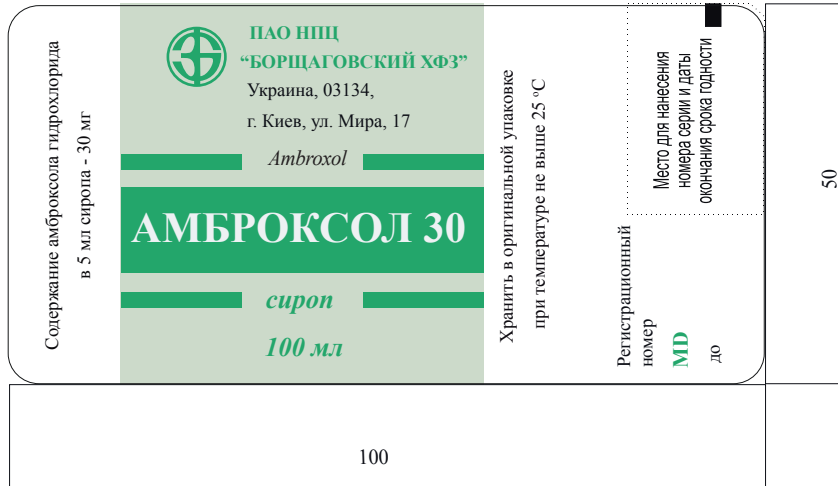 Содержание амброксола гидрохлорида
в 5 мл сиропа - 30 мг
ПАО НПЦ
“БОРЩАГОВСКИЙ ХФЗ”
Украина, 03134,
г. Киев, ул. Мира, 17
Ambroxol
АМБРОКСОЛ 30
сироп
100 мл
Хранить в оригинальной упаковке
при температуре не выше 25 °С
Место для нанесения
номера серии и даты
окончания срока годности
Регистрационный
номер
MD
до
50
100